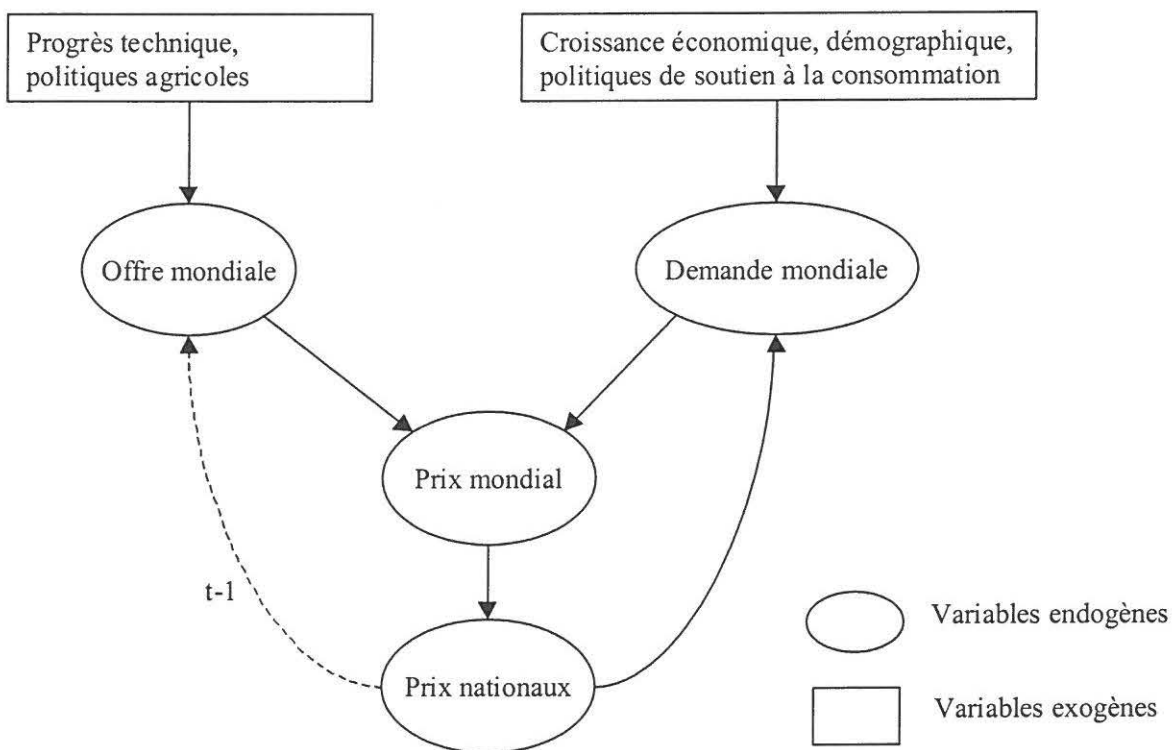 Progrès technique,
politiques agricoles
Croissance économique, démographique,
politiques de soutien à la consommation
Offre mondiale
Demande mondiale
Prix mondial
t-1
Prix nationaux
Variables endogènes
Variables exogènes